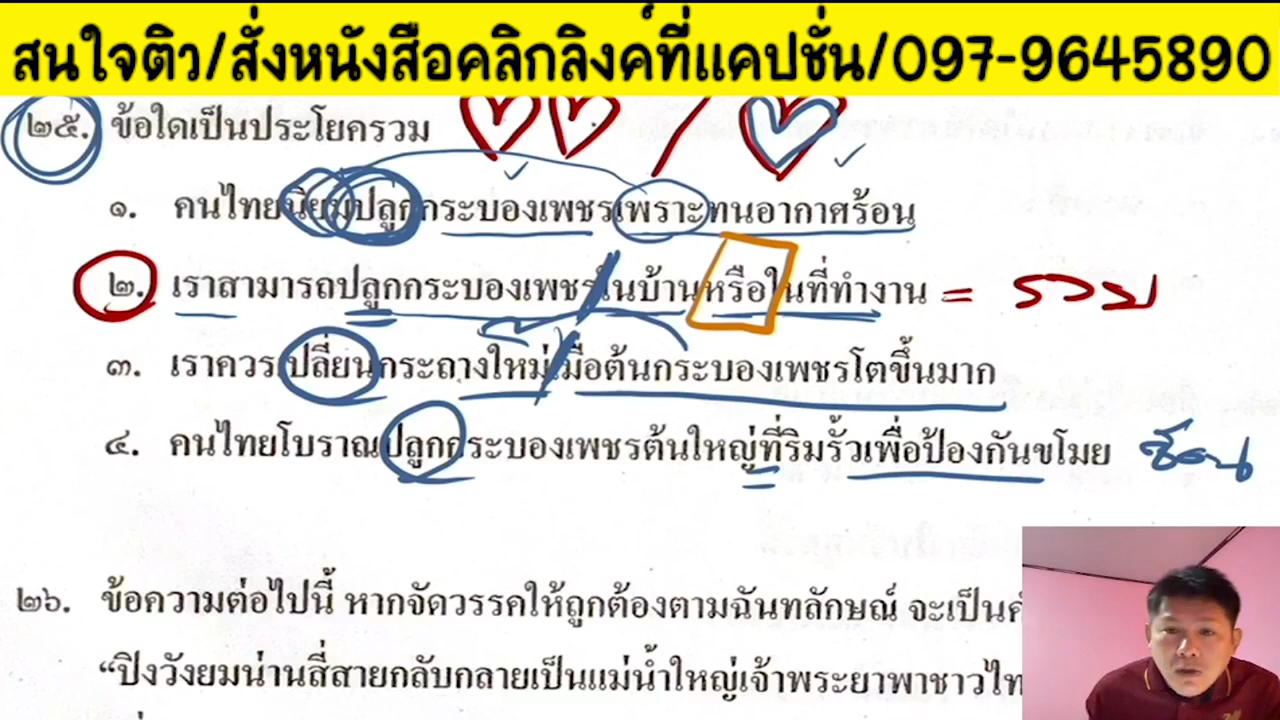 สนใจติว/สั่งหนังสือคลิกลิงค์ที่แคปชั่น/097-9645890
๒๕. ข้อใดเป็นประโยครวม
๑. คนไทยนิยมปลูกกระบองเพชรเพราะทนอากาศร้อน
๒. เราสามารถปลูกกระบองเพชรในบ้านหรือในที่ทำงาน = รวม
๓. เราควรเปลี่ยนกระถางใหม่เมื่อต้นกระบองเพชรโตขึ้นมาก
๔. คนไทยโบราณปลูกกระบองเพชรต้นใหญ่ที่ริมรั้วเพื่อป้องกันขโมย ซ้อน
๒๖. ข้อความต่อไปนี้ หากจัดวรรคให้ถูกต้องตามฉันทลักษณ์ จะเป็น
“ปิงวังยมน่านสี่สายกลับกลายเป็นแม่น้ำใหญ่เจ้าพระยาพาชาวไท